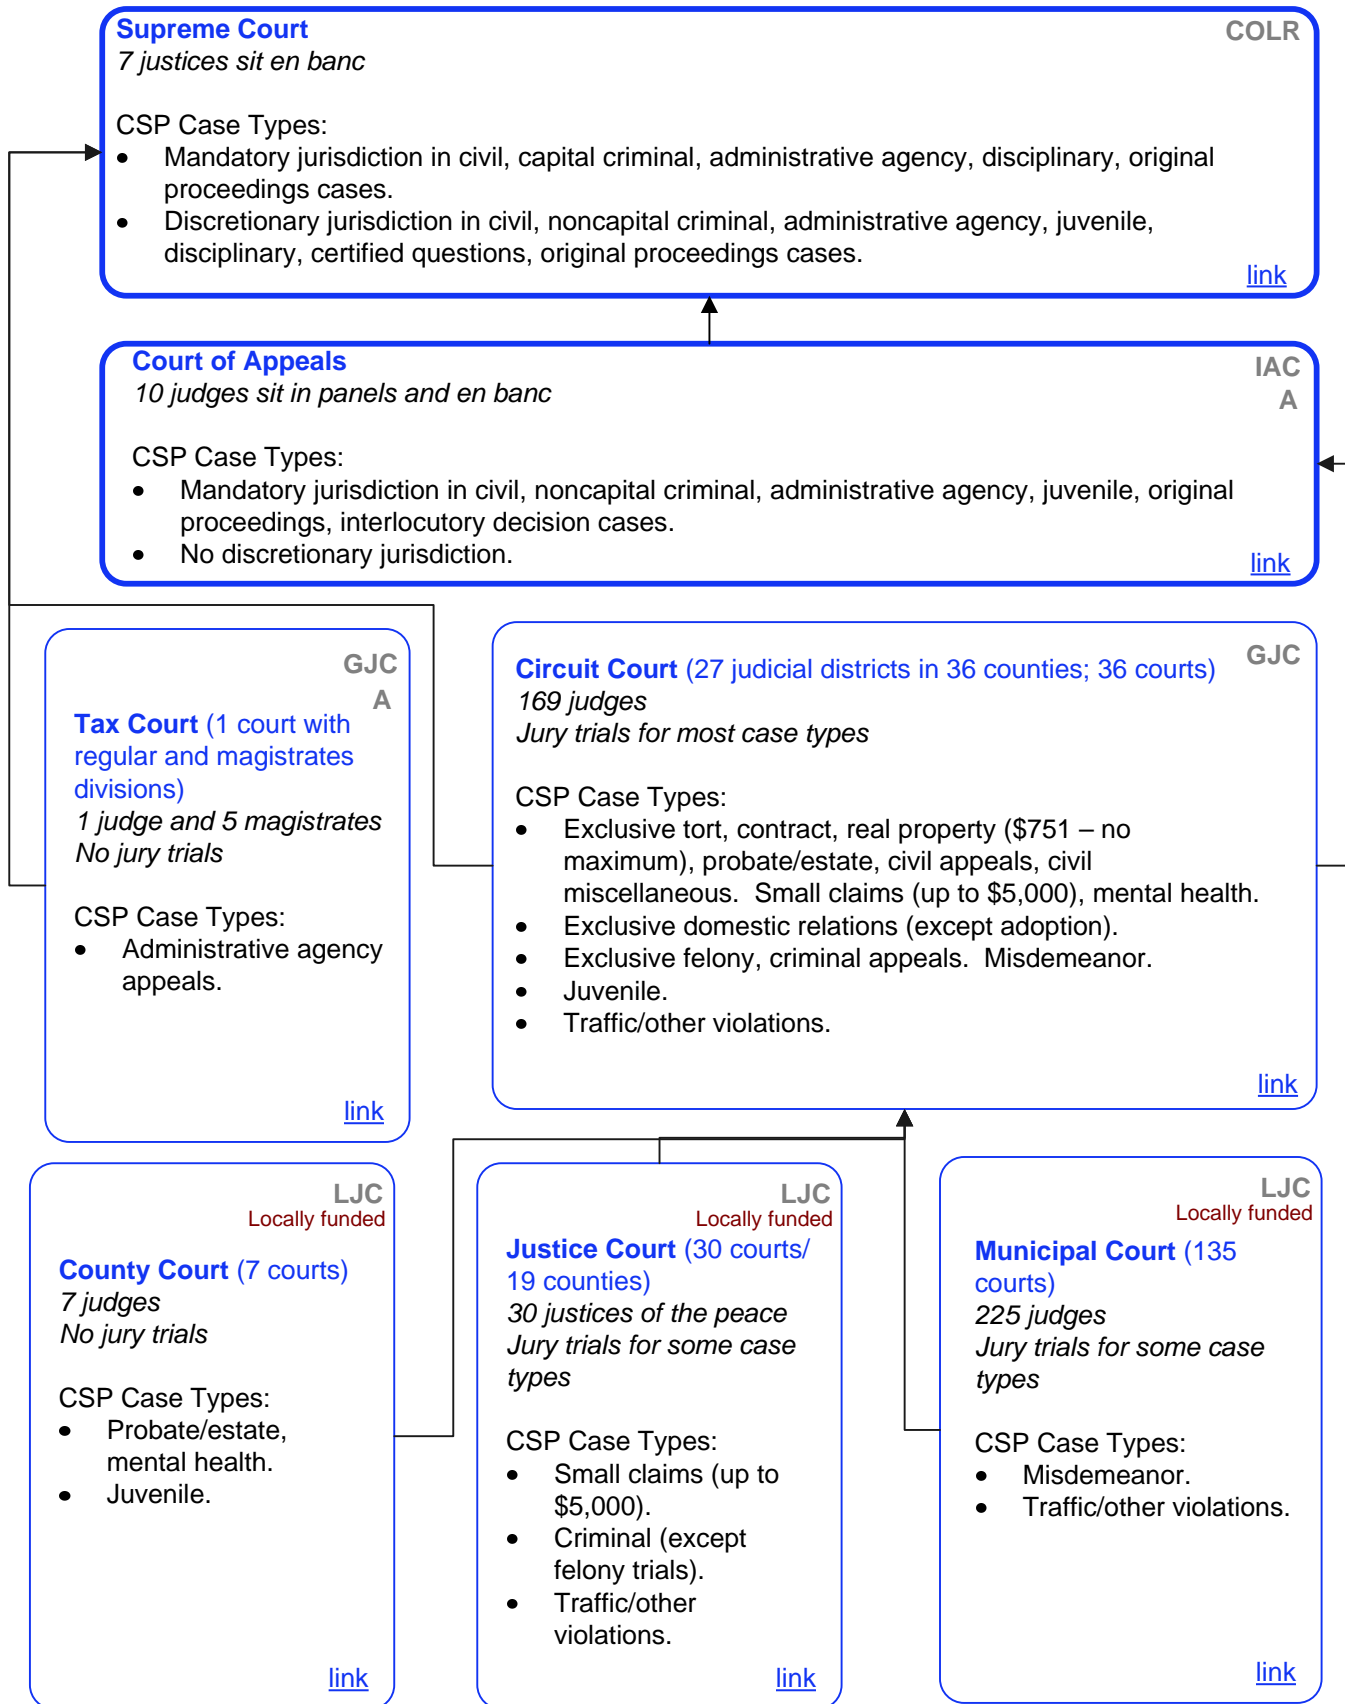 Supreme Court
COLR
7 justices sit en banc
CSP Case Types:
• Mandatory jurisdiction in civil, capital criminal, administrative agency, disciplinary, original
proceedings cases.
• Discretionary jurisdiction in civil, noncapital criminal, administrative agency, juvenile,
disciplinary, certified questions, original proceedings cases.
link
Court of Appeals
IAC
10 judges sit in panels and en banc
A
CSP Case Types:
• Mandatory jurisdiction in civil, noncapital criminal, administrative agency, juvenile, original
proceedings, interlocutory decision cases.
• No discretionary jurisdiction.
link
GJC
A
Tax Court (1 court with
regular and magistrates
divisions)
1 judge and 5 magistrates
No jury trials
CSP Case Types:
• Administrative agency
appeals.
link
GJC
Circuit Court (27 judicial districts in 36 counties; 36 courts)
169 judges
Jury trials for most case types
CSP Case Types:
• Exclusive tort, contract, real property ($751 – no
maximum), probate/estate, civil appeals, civil
miscellaneous.  Small claims (up to $5,000), mental health.
• Exclusive domestic relations (except adoption).
• Exclusive felony, criminal appeals.  Misdemeanor.
• Juvenile.
• Traffic/other violations.
link
LJC
Locally funded
County Court (7 courts)
7 judges
No jury trials
CSP Case Types:
• Probate/estate,
mental health.
• Juvenile.
link
LJC
Locally funded
Justice Court (30 courts/
19 counties)
30 justices of the peace
Jury trials for some case
types
CSP Case Types:
• Small claims (up to
$5,000).
• Criminal (except
felony trials).
• Traffic/other
violations.
link
LJC
Locally funded
Municipal Court (135
courts)
225 judges
Jury trials for some case
types
CSP Case Types:
• Misdemeanor.
• Traffic/other violations.
link